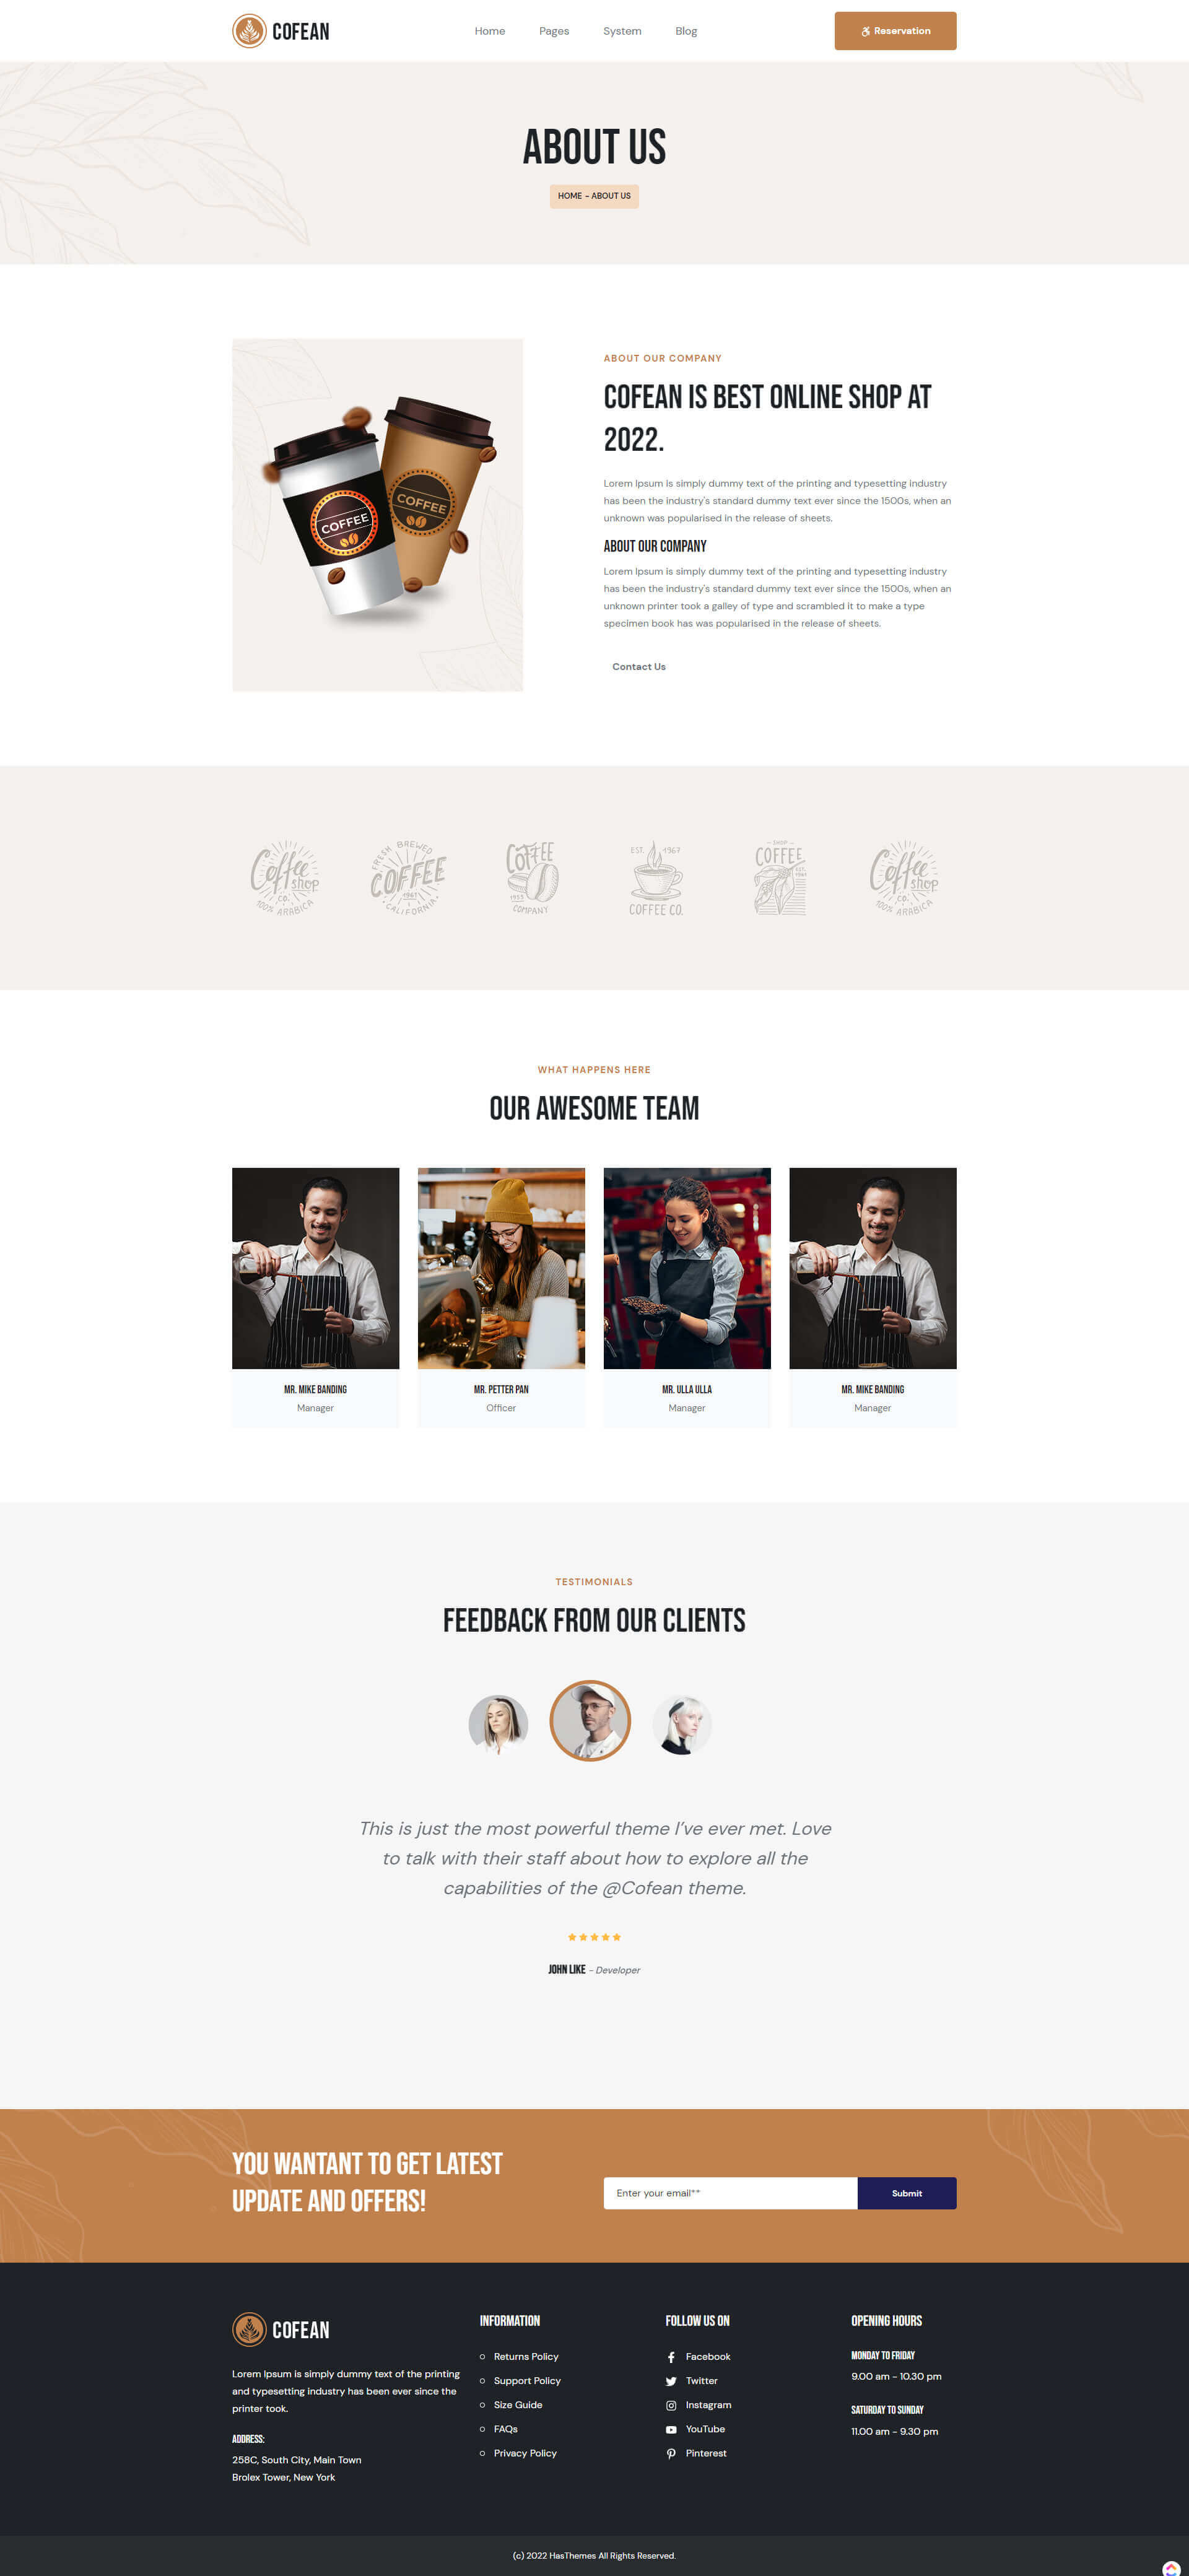 COFEAN
Home Pages System Blog
Reservation
ABOUT US
HOME - ABOUT US
ABOUT OUR COMPANY
COFEAN IS BEST ONLINE SHOP AT
2022.
Lorem Ipsum is simply dummy text of the printing and typesetting industry
has been the industry's standard dummy text ever since the 1500s, when an
unknown was popularised in the release of sheets.
ABOUT OUR COMPANY
Lorem Ipsum is simply dummy text of the printing and typesetting industry
has been the industry's standard dummy text ever since the 1500s, when an
unknown printer took a galley of type and scrambled it to make a type
specimen book has was popularised in the release of sheets.
Contact Us
COFFEE
COFFEE
Coffee
shop
CO.
100% ARABICA
FRESH BREWED
COFFEE
1967
CALIFORNIA
COFFEE
1953
COMPANY
EST. 1967
COFFEE CO.
SHOP
COFFEE
EST.
Coffee
shop
CO.
100% ARABICA
WHAT HAPPENS HERE
OUR AWESOME TEAM
MR. MIKE BANDING
Manager
MR. PETTER PAN
Officer
MR. ULLA ULLA
Manager
MR. MIKE BANDING
Manager
TESTIMONIALS
FEEDBACK FROM OUR CLIENTS
This is just the most powerful theme I've ever met. Love
to talk with their staff about how to explore all the
capabilities of the @Cofean theme.
JOHN LIKE - Developer
YOU WANTANT TO GET LATEST
UPDATE AND OFFERS!
Enter your email**
Submit
COFEAN
Lorem Ipsum is simply dummy text of the printing
and typesetting industry has been ever since the
printer took.
ADDRESS:
258C, South City, Main Town
Brolex Tower, New York
INFORMATION
Returns Policy
Support Policy
Size Guide
FAQs
Privacy Policy
FOLLOW US ON
Facebook
Twitter
Instagram
YouTube
Pinterest
OPENING HOURS
MONDAY TO FRIDAY
9.00 am - 10.30 pm
SATURDAY TO SUNDAY
11.00 am - 9.30 pm
(c) 2022 HasThemes All Rights Reserved.